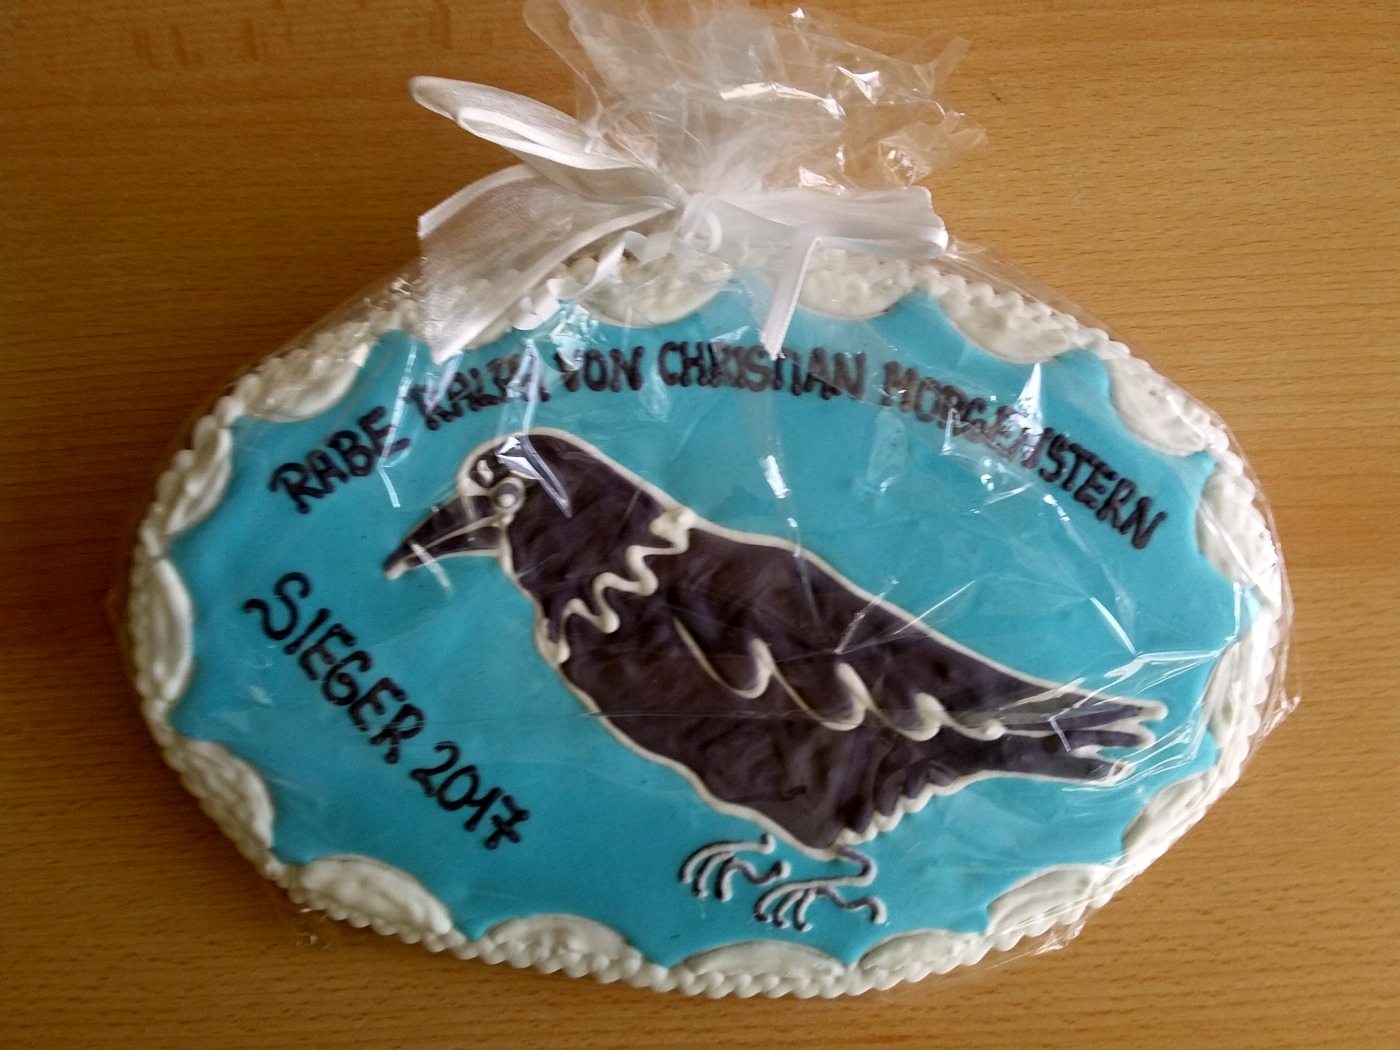 RABE RALPH VON CHRISTIAN MORGENSTERN
SIEGER 2017